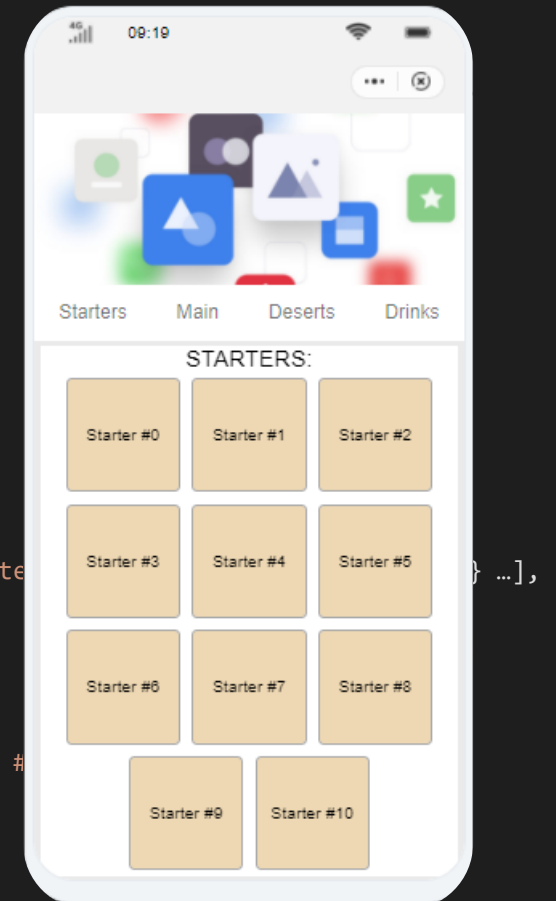 4G 09:19
Starters Main Deserts Drinks
STARTERS:
Starter #0 Starter #1 Starter #2
Starter #3 Starter #4 Starter #5
te } …],
Starter #6 Starter #7 Starter #8
#
Starter #9 Starter #10